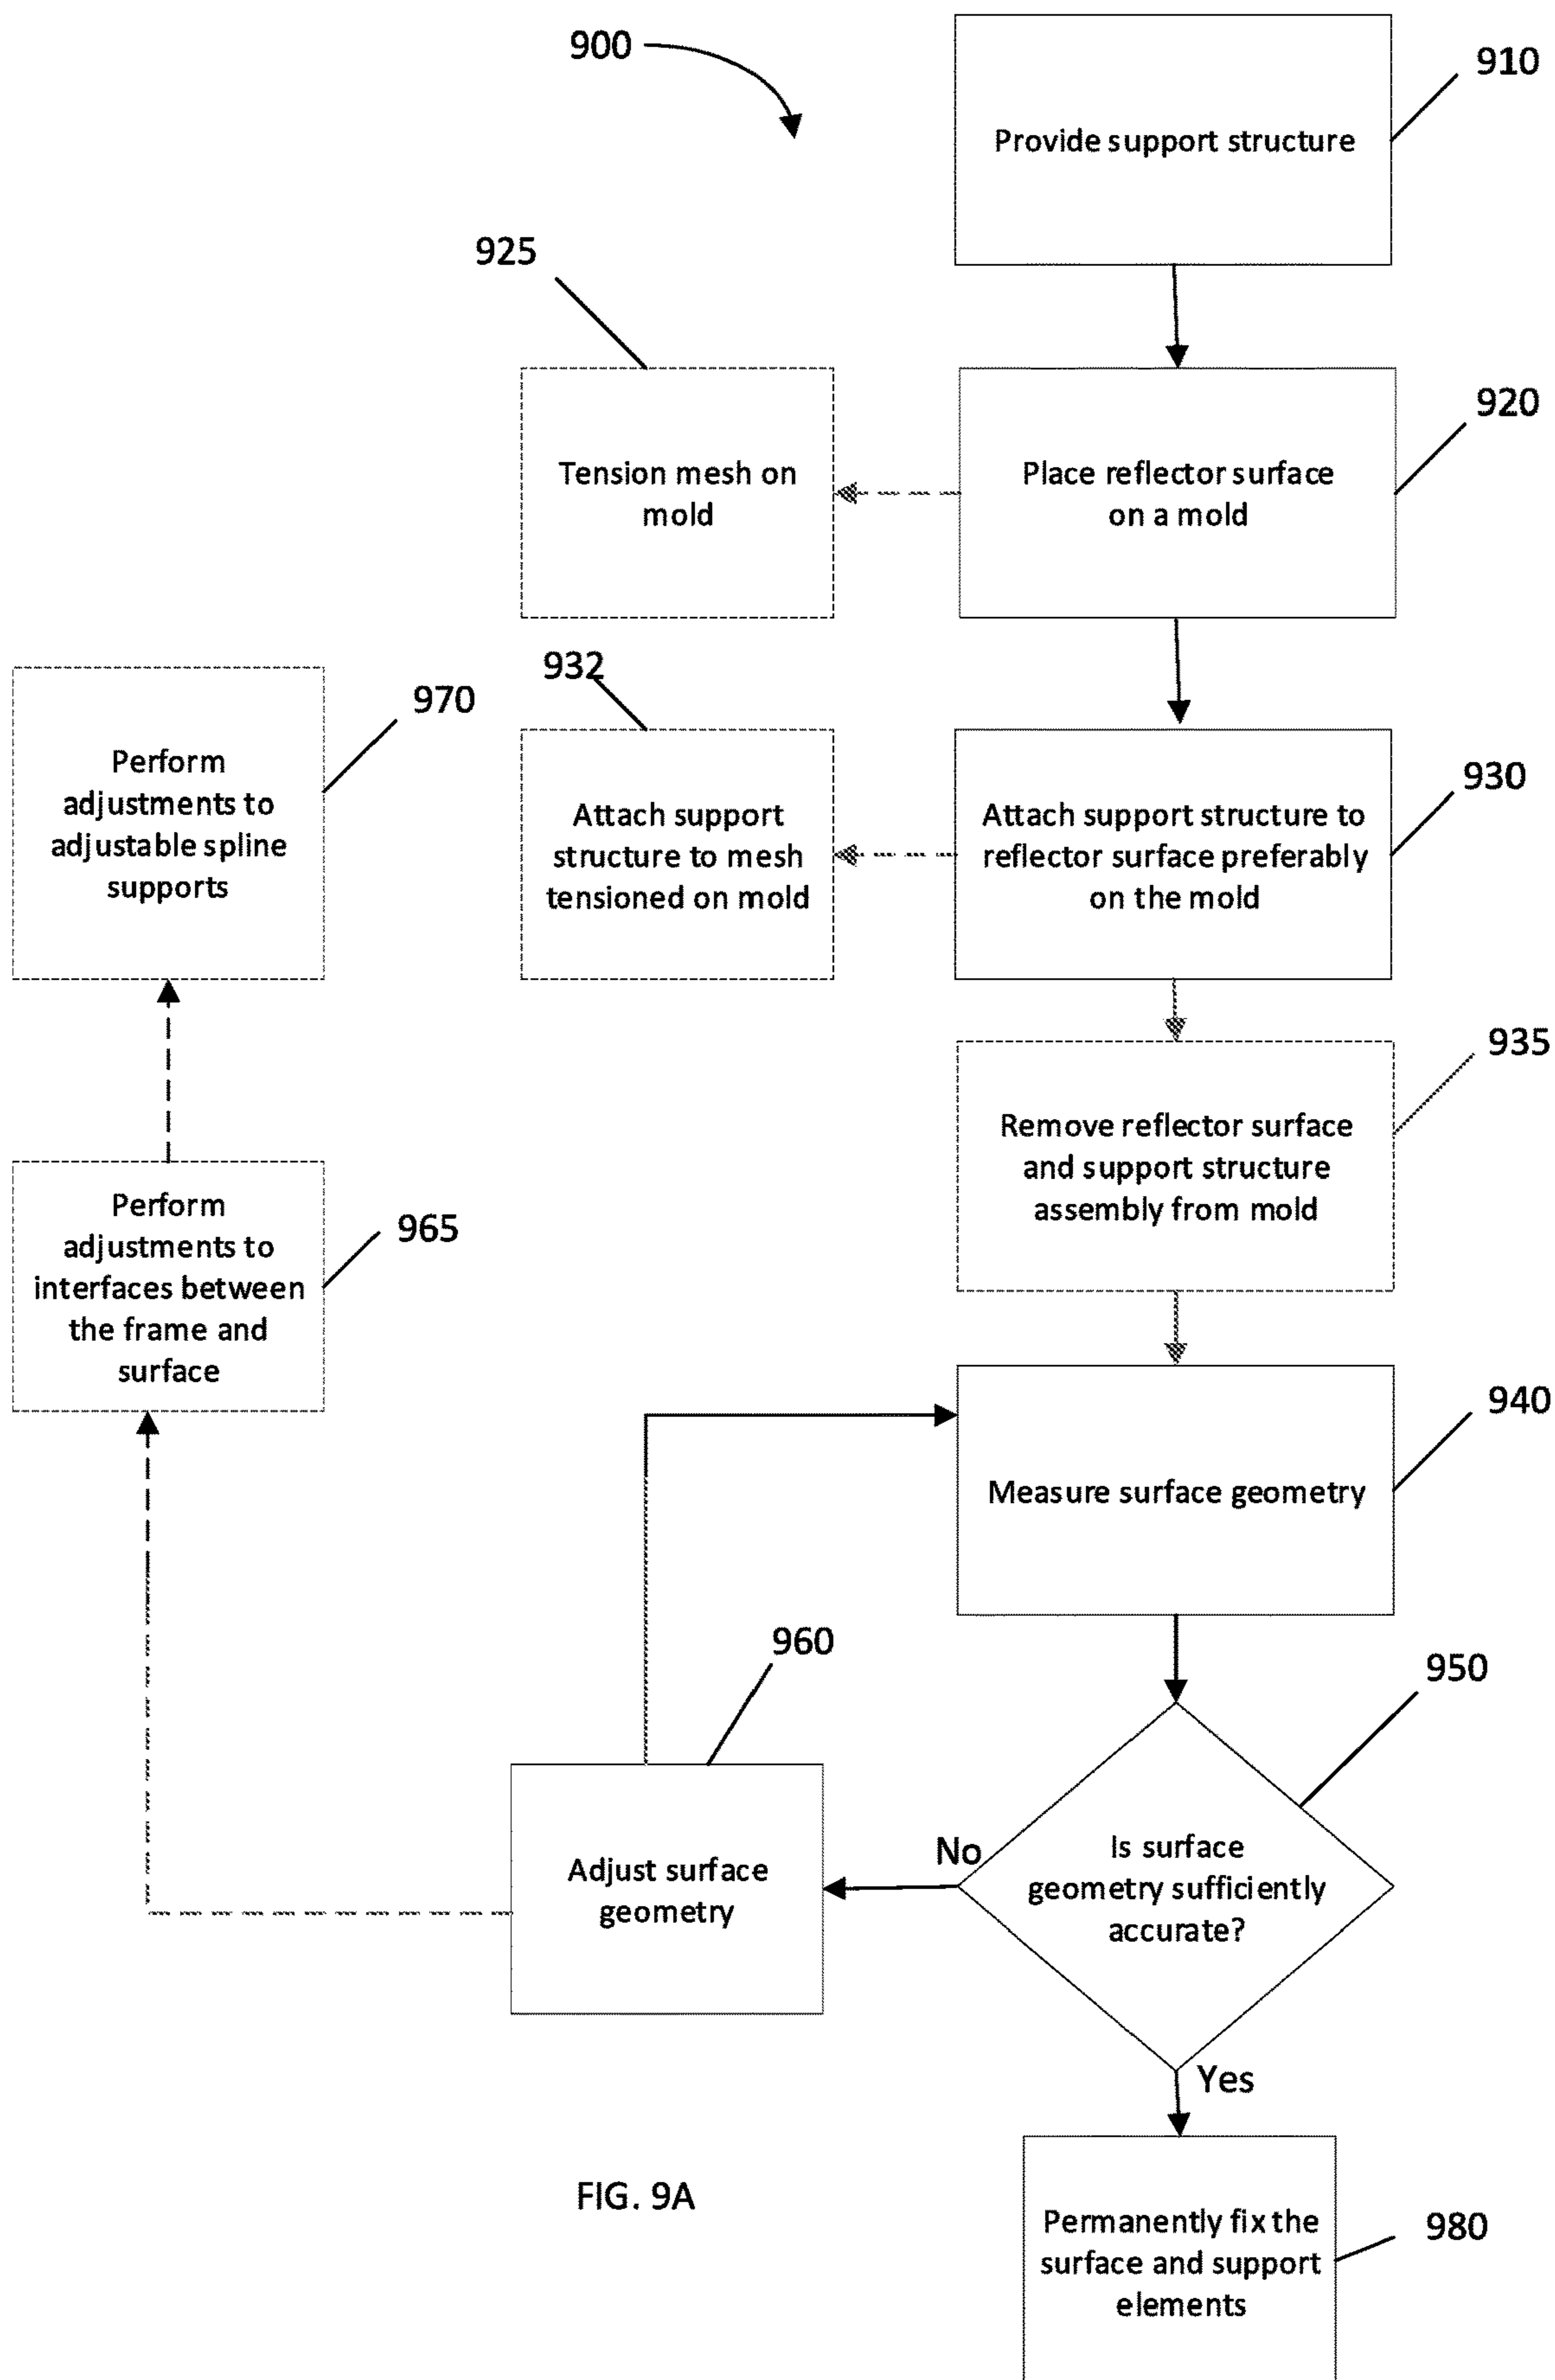 900
910
Provide support structure
925
920
Tension mesh on
mold
Place reflector surface
on a mold
932
970
930
Perform
adjustments to
adjustable spline
supports
Attach support
structure to mesh
tensioned on mold
Attach support structure to
reflector surface preferably
on the mold
935
Remove reflector surface
and support structure
assembly from mold
965
Perform
adjustments to
interfaces between
the frame and
surface
940
Measure surface geometry
960
950
No
Is surface
geometry sufficiently
accurate?
Adjust surface
geometry
Yes
FIG. 9A
980
Permanently fix the
surface and support
elements